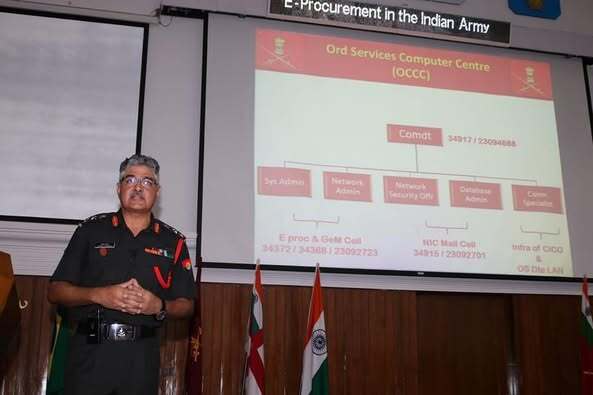 E-Procurement in the Indian Army
Ord Services Computer Centre
(OCCC)
Comdt 34917 / 23094688
Sys Admin
Network
Admin
Network
Security Offr
Database
Admin
Comn
Specialist
E proc & GeM Cell
34372 / 34368 / 23092723
NIC Mail Cell
34915 / 23092701
Infra of CICO
& OS Dte LAN